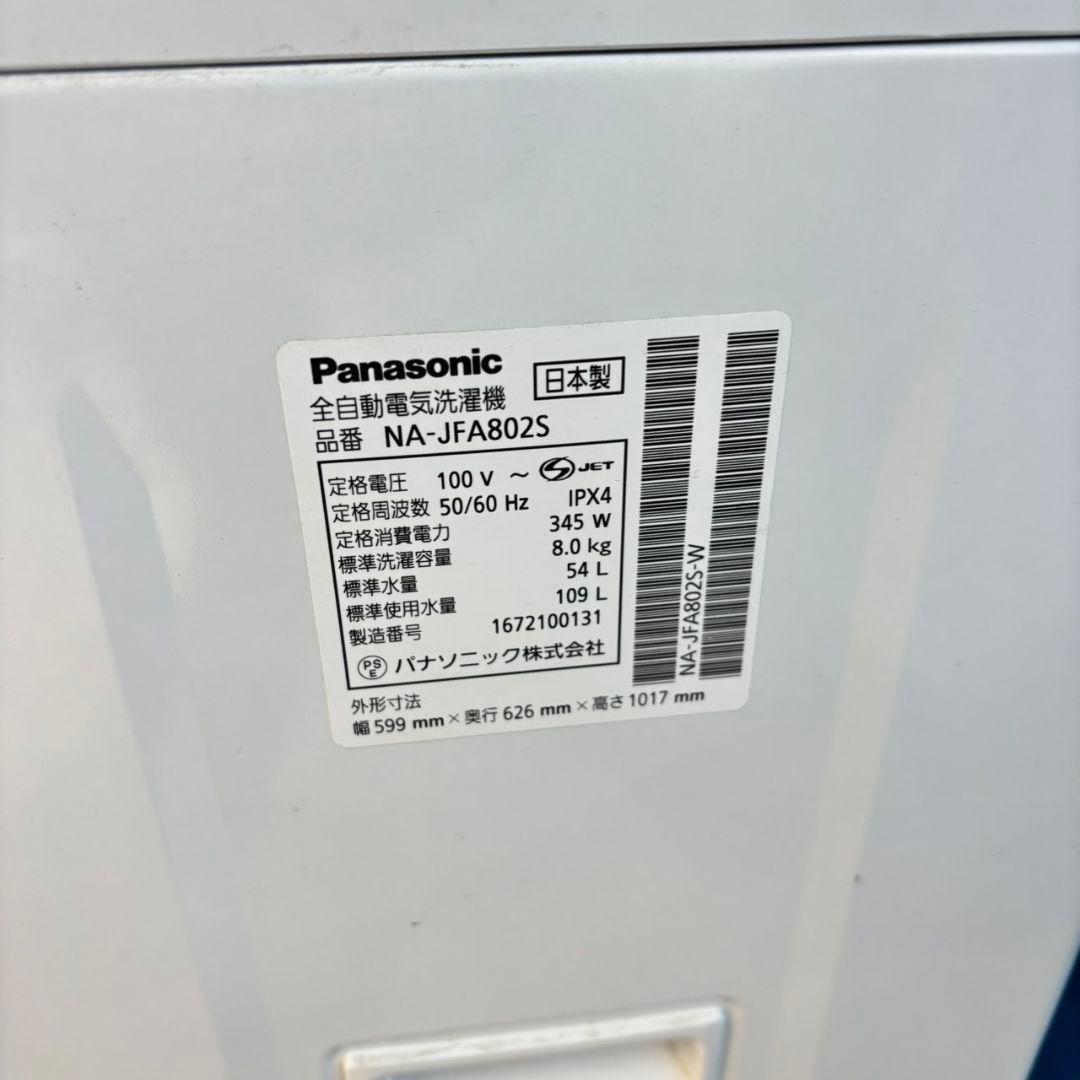 Panasonic
日本製
全自動電気洗濯機
品番 NA-JFA802S
定格電圧 100 V ～ S JET
定格周波数 50/60 Hz IPX4
定格消費電力 345 W
標準洗濯容量 8.0 kg
標準水量 54 L
標準使用水量 109 L
製造番号 1672100131
PSE パナソニック株式会社
外形寸法
幅 599 mm × 奥行 626 mm × 高さ 1017 mm
NA-JFA802S-W